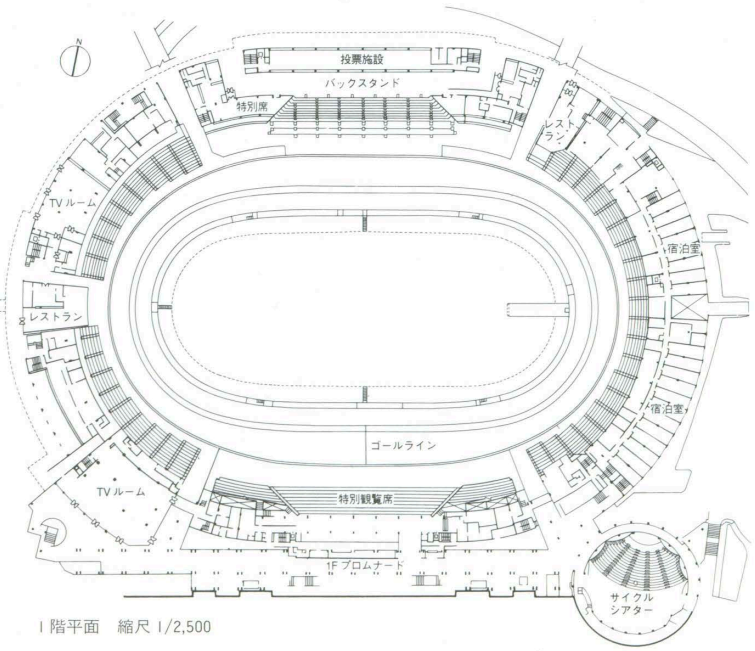 N
投票施設
バックスタンド
特別席
レスト
ラン
TVルーム
宿泊室
レストラン
宿泊室
ゴールライン
TVルーム
特別観覧席
1Fプロムナード
サイクル
シアター
1階平面 縮尺 1/2,500